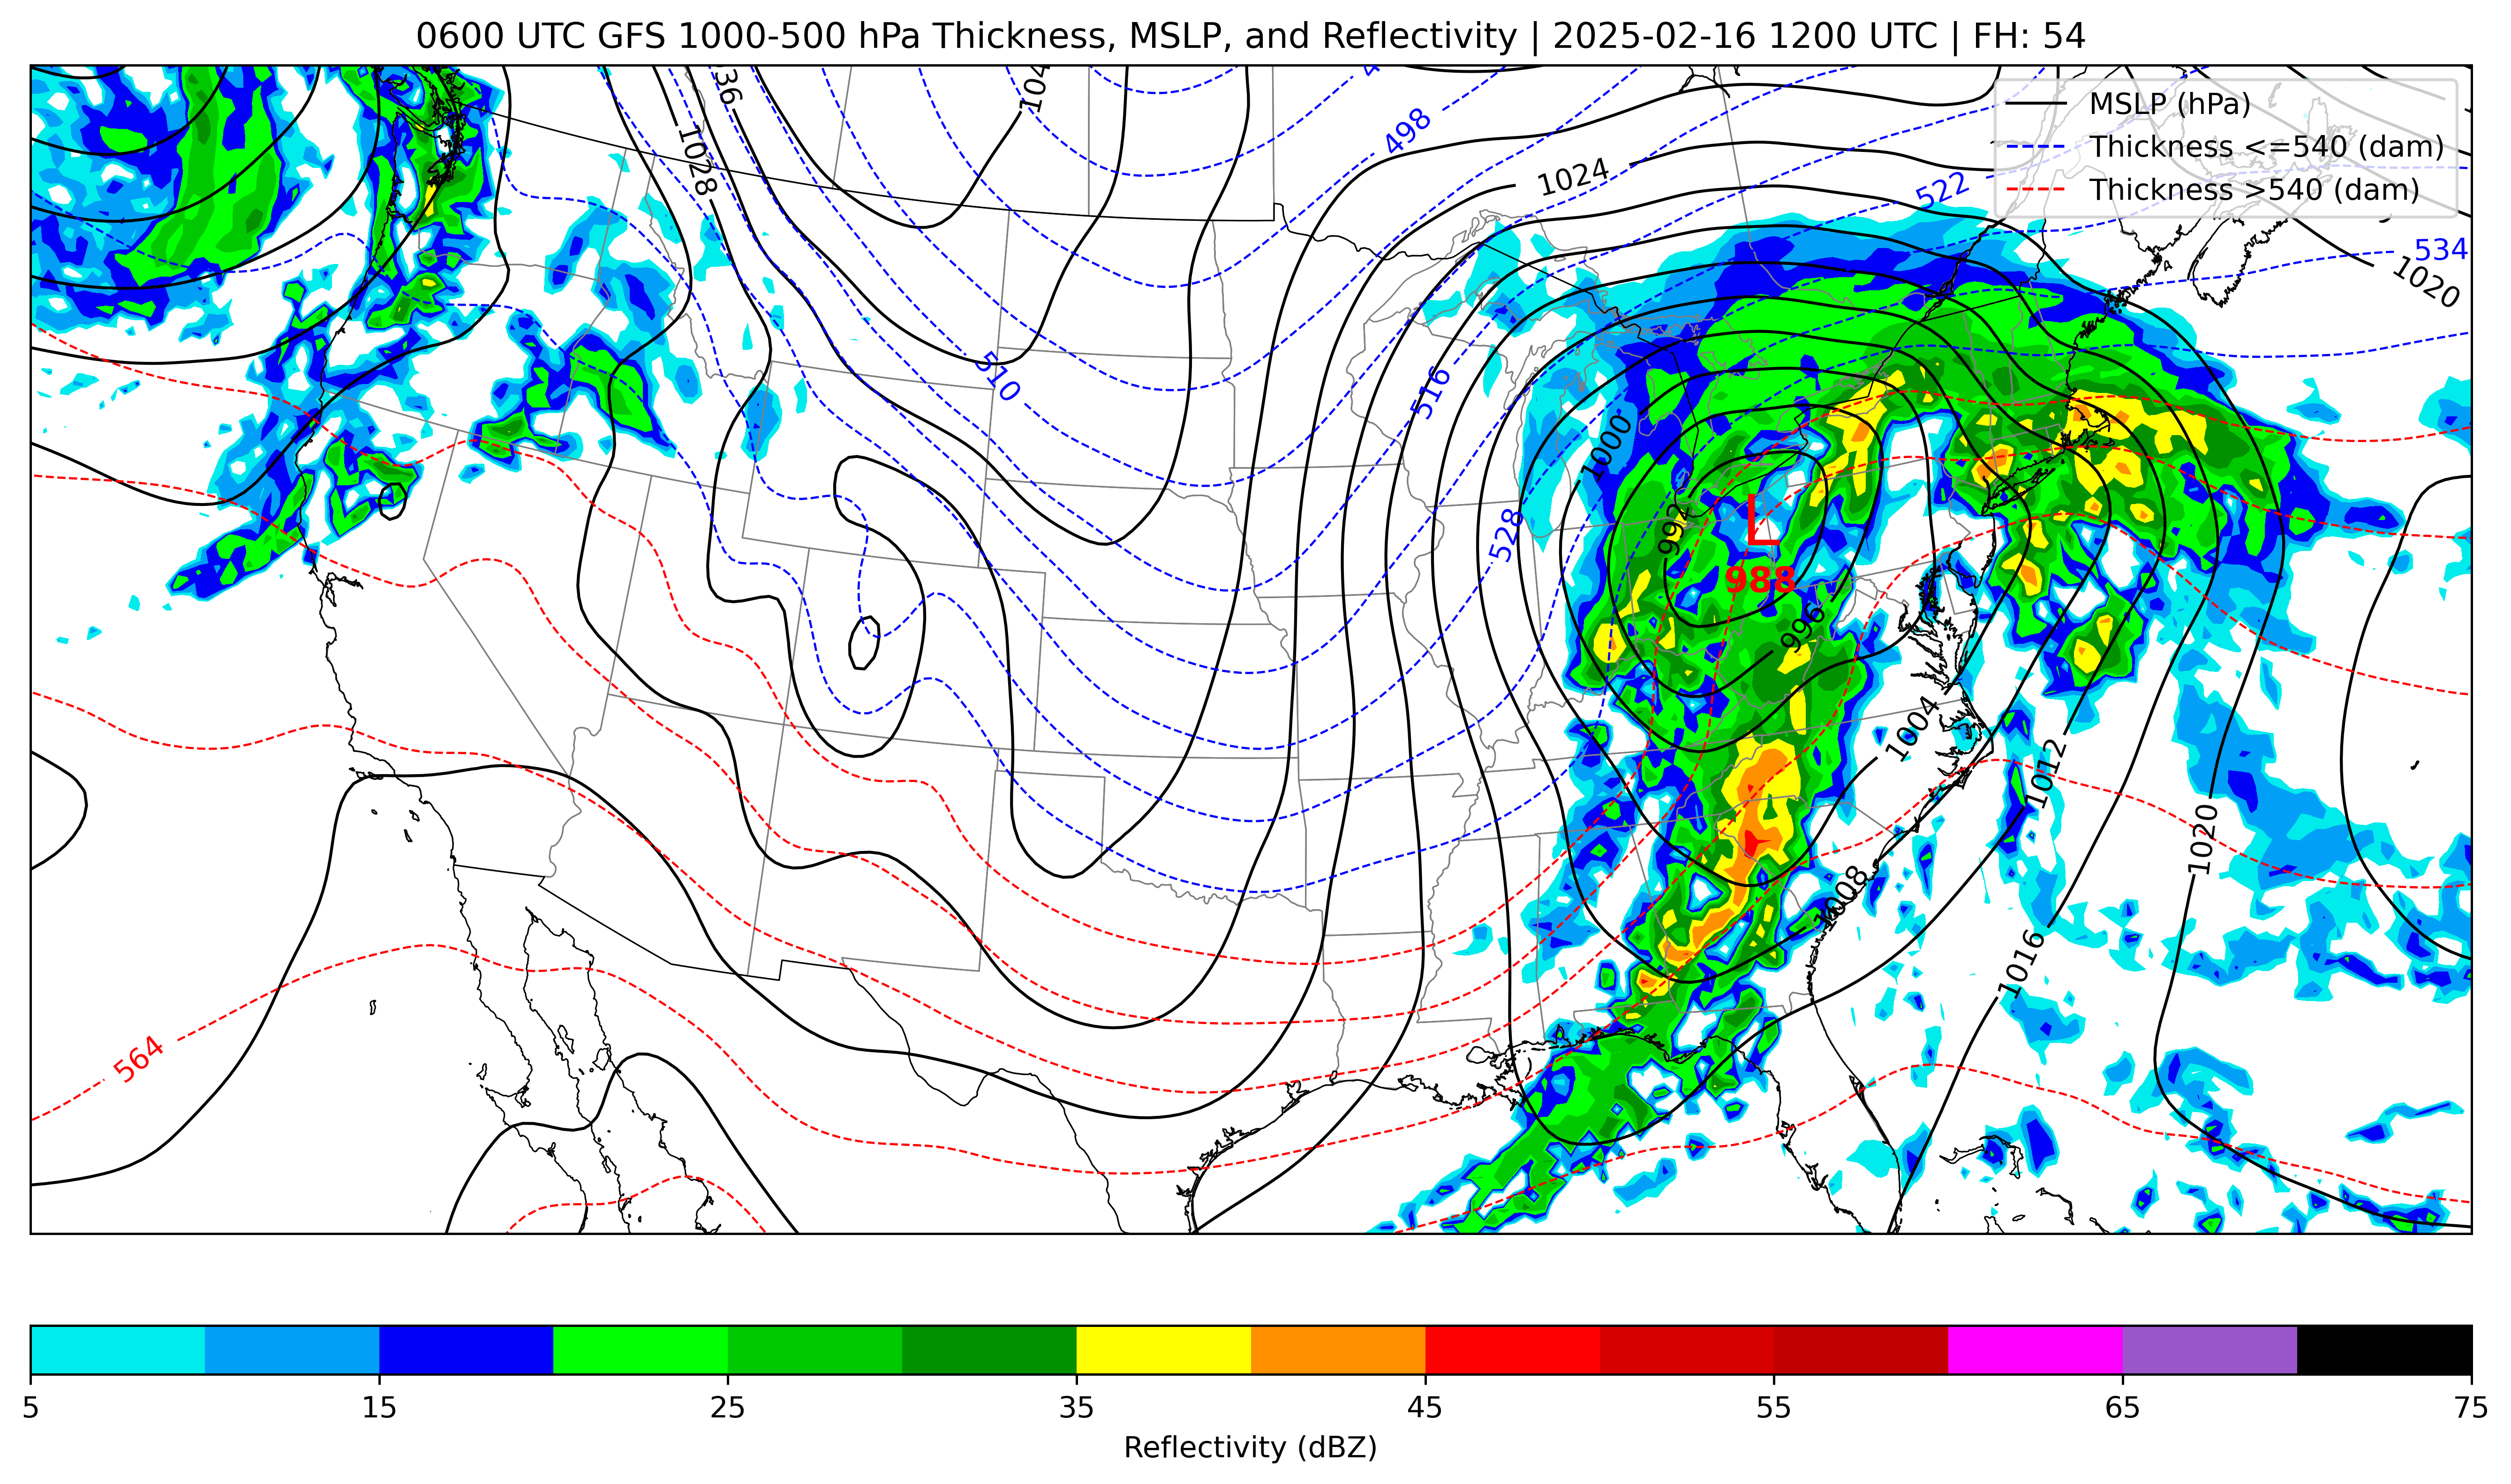 0600 UTC GFS 1000-500 hPa Thickness, MSLP, and Reflectivity | 2025-02-16 1200 UTC | FH: 54
MSLP (hPa)
Thickness <=540 (dam)
Thickness >540 (dam)
498
1024
522
1028
534
1020
510
516
1000
528
992
L
988
996
1004
1012
1020
1008
1016
564
5 15 25 35 45 55 65 75
Reflectivity (dBZ)